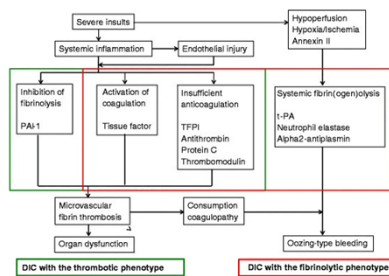 Severe insults
Hypoperfusion
Hypoxia/Ischemia
Annexin II
Systemic inflammation
Endothelial injury
Inhibition of
fibrinolysis
PAI-1
Activation of
coagulation
Tissue factor
Insufficient
anticoagulation
TFPI
Antithrombin
Protein C
Thrombomodulin
Systemic fibrin(ogen)olysis
t-PA
Neutrophil elastase
Alpha2-antiplasmin
Microvascular
fibrin thrombosis
Consumption
coagulopathy
Organ dysfunction
Oozing-type bleeding
DIC with the thrombotic phenotype
DIC with the fibrinolytic phenotype